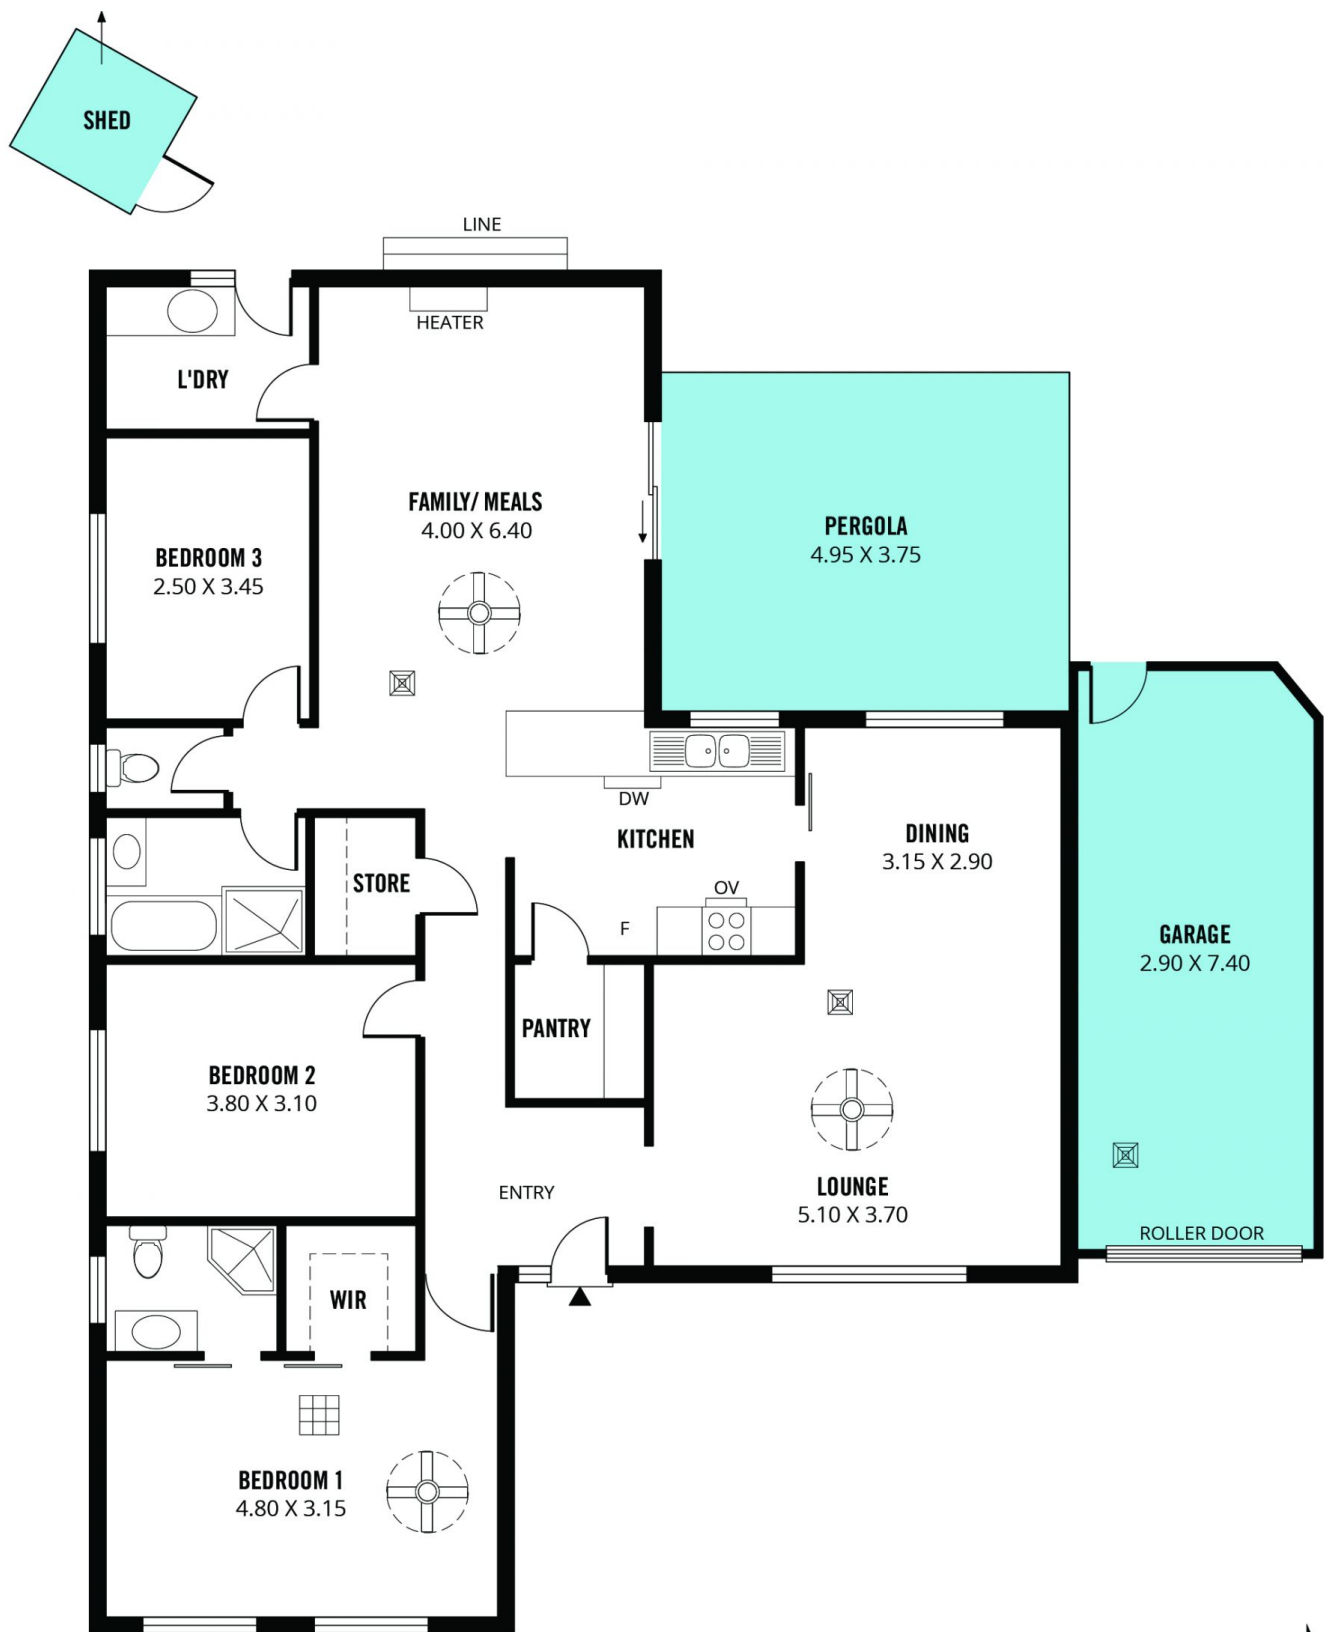 SHED
LINE
HEATER
L'DRY
FAMILY/ MEALS
4.00 X 6.40
PERGOLA
4.95 X 3.75
BEDROOM 3
2.50 X 3.45
DW
KITCHEN
DINING
3.15 X 2.90
STORE
OV
F
GARAGE
2.90 X 7.40
PANTRY
BEDROOM 2
3.80 X 3.10
ENTRY
LOUNGE
5.10 X 3.70
ROLLER DOOR
WIR
BEDROOM 1
4.80 X 3.15